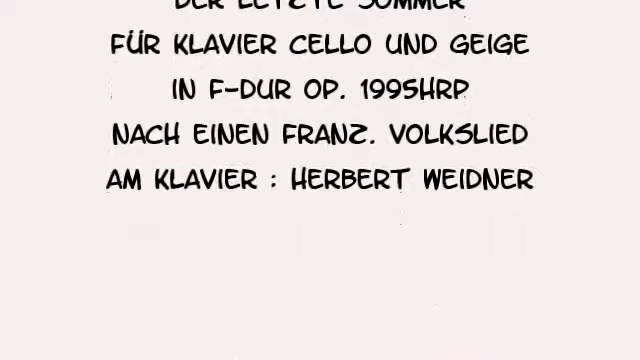 DER LETZTE SOMMER
FÜR KLAVIER CELLO UND GEIGE
IN F-DUR OP. 1995HRP
NACH EINEN FRANZ. VOLKSLIED
AM KLAVIER : HERBERT WEIDNER